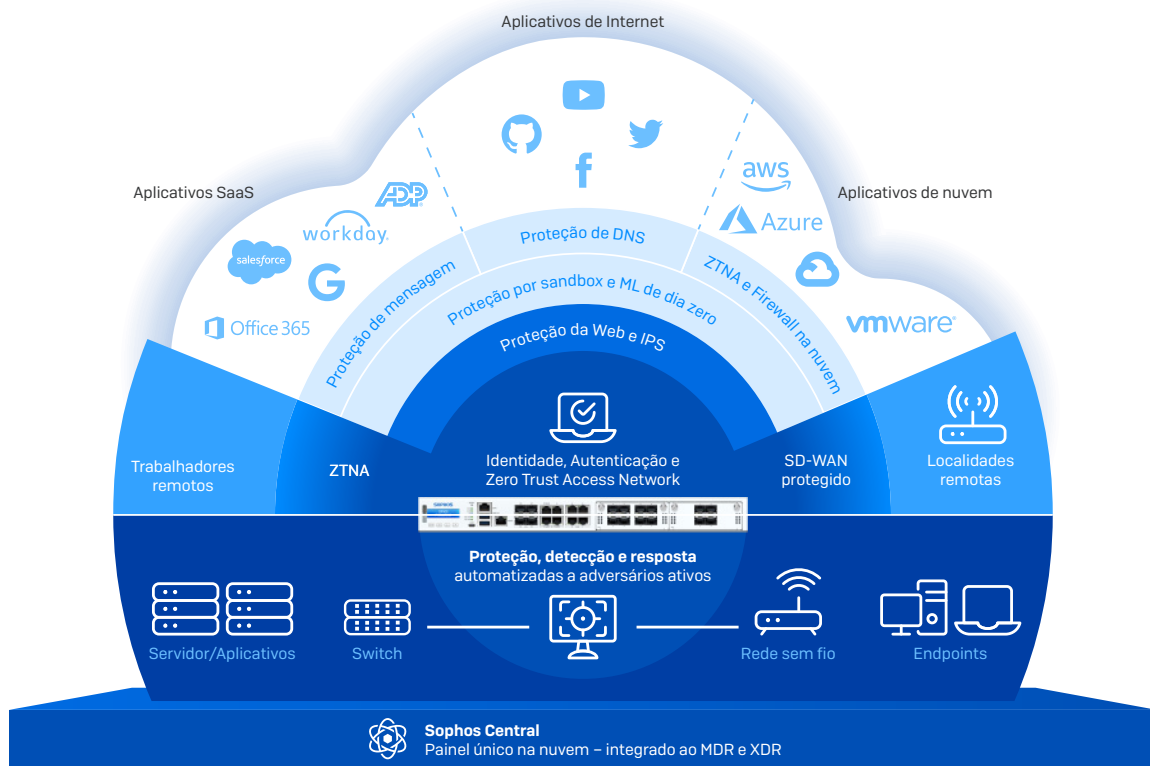 Aplicativos de Internet
Aplicativos SaaS
Aplicativos de nuvem
ADP
workday.
salesforce
G
Office 365
f
aws
Azure
vmware®
Proteção de mensagem
Proteção de DNS
ZTNA e Firewall na nuvem
Proteção por sandbox e ML de dia zero
Proteção da Web e IPS
Trabalhadores
remotos
ZTNA
Identidade, Autenticação e
Zero Trust Access Network
SD-WAN
protegido
Localidades
remotas
Proteção, detecção e resposta
automatizadas a adversários ativos
Servidor/Aplicativos
Switch
Rede sem fio
Endpoints
Sophos Central
Painel único na nuvem – integrado ao MDR e XDR